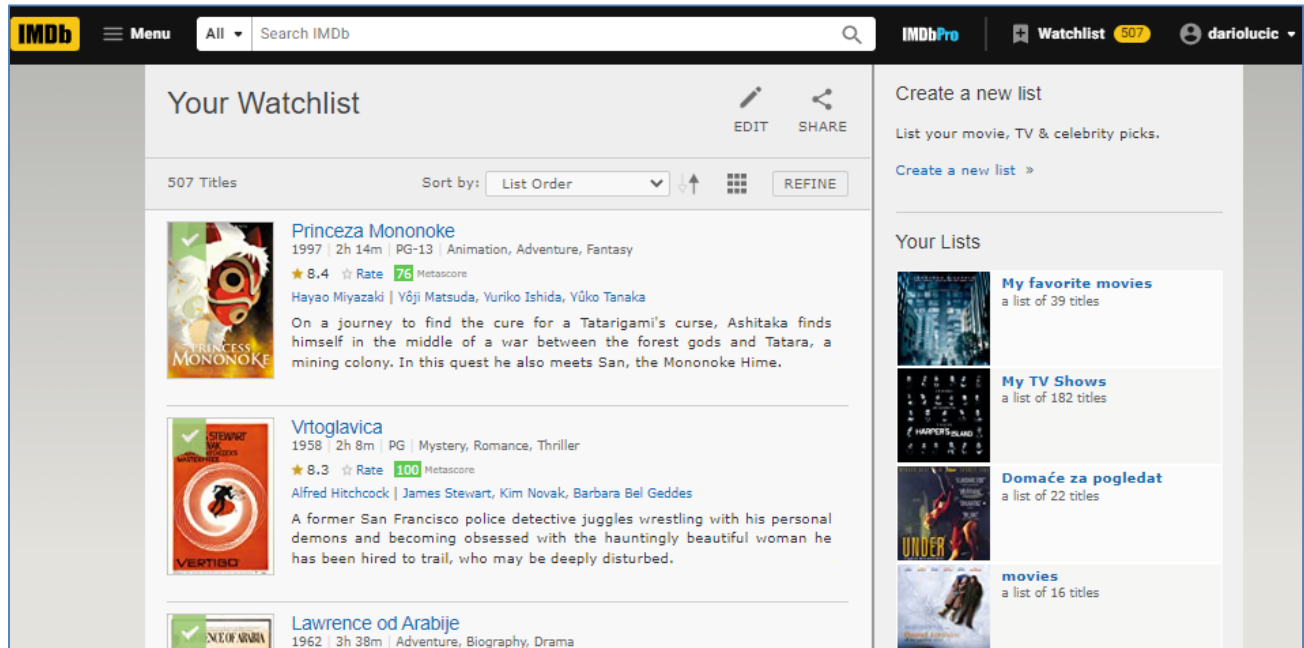 IMDb Menu All Search IMDb IMDbPro Watchlist 507 dariolucic
Your Watchlist
EDIT SHARE
507 Titles Sort by: List Order REFINE
PRINCESS
MONONOKE
Princeza Mononoke
1997 | 2h 14m | PG-13 | Animation, Adventure, Fantasy
8.4 Rate 76 Metascore
Hayao Miyazaki | Yôji Matsuda, Yuriko Ishida, Yûko Tanaka
On a journey to find the cure for a Tatarigami's curse, Ashitaka finds
himself in the middle of a war between the forest gods and Tatara, a
mining colony. In this quest he also meets San, the Mononoke Hime.
STEWART
VERTIGO
Vrtoglavica
1958 | 2h 8m | PG | Mystery, Romance, Thriller
8.3 Rate 100 Metascore
Alfred Hitchcock | James Stewart, Kim Novak, Barbara Bel Geddes
A former San Francisco police detective juggles wrestling with his personal
demons and becoming obsessed with the hauntingly beautiful woman he
has been hired to trail, who may be deeply disturbed.
OF ARABIA
Lawrence od Arabije
1962 | 3h 38m | Adventure, Biography, Drama
Create a new list
List your movie, TV & celebrity picks.
Create a new list »
Your Lists
My favorite movies
a list of 39 titles
HARPER'S ISLAND
My TV Shows
a list of 182 titles
UNDER
Domaće za pogledat
a list of 22 titles
movies
a list of 16 titles